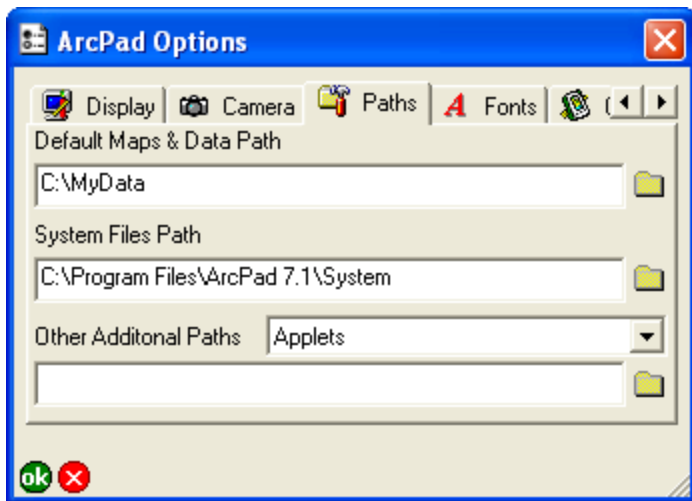 ArcPad Options
Display Camera Paths A Fonts
Default Maps & Data Path
C:\MyData
System Files Path
C:\Program Files\ArcPad 7.1\System
Other Additonal Paths Applets
ok